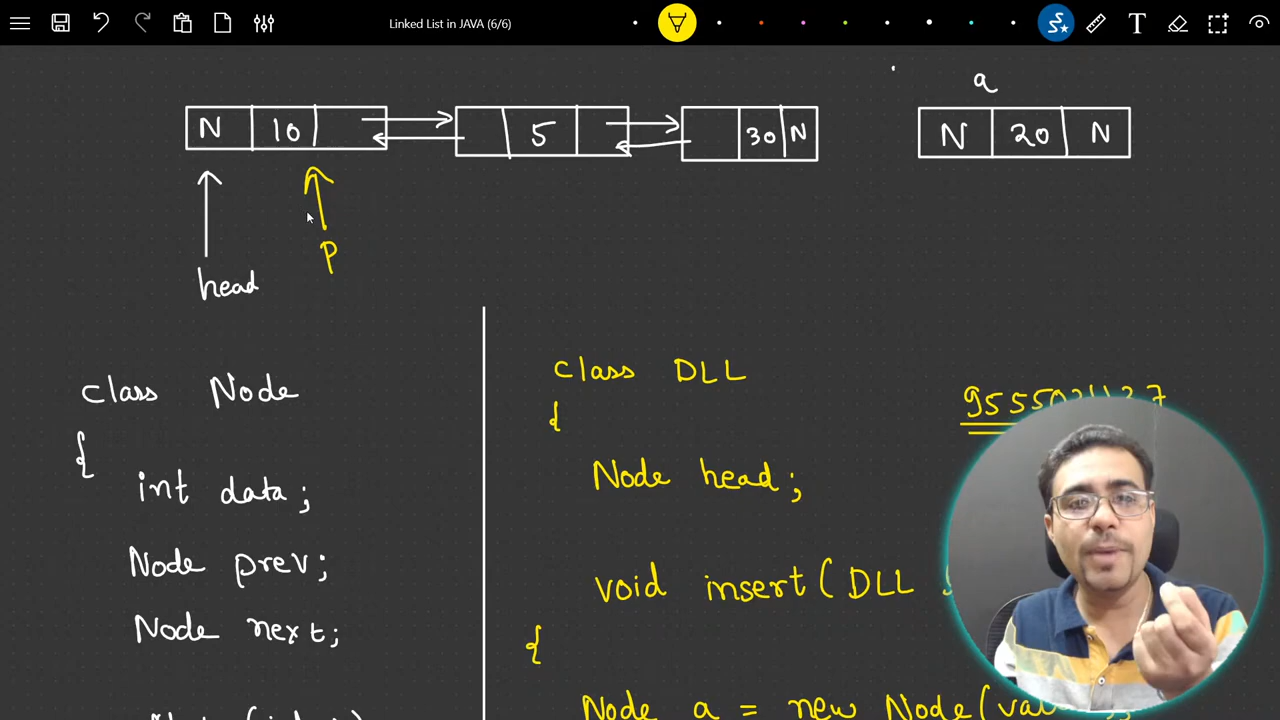 Linked List in JAVA (6/6)
a
N 10 5 30 N N 20 N
P
head
class Node
{
int data;
Node prev;
Node next;
class DLL
{
Node head;
void insert(DLL
{
Node a = new Node(